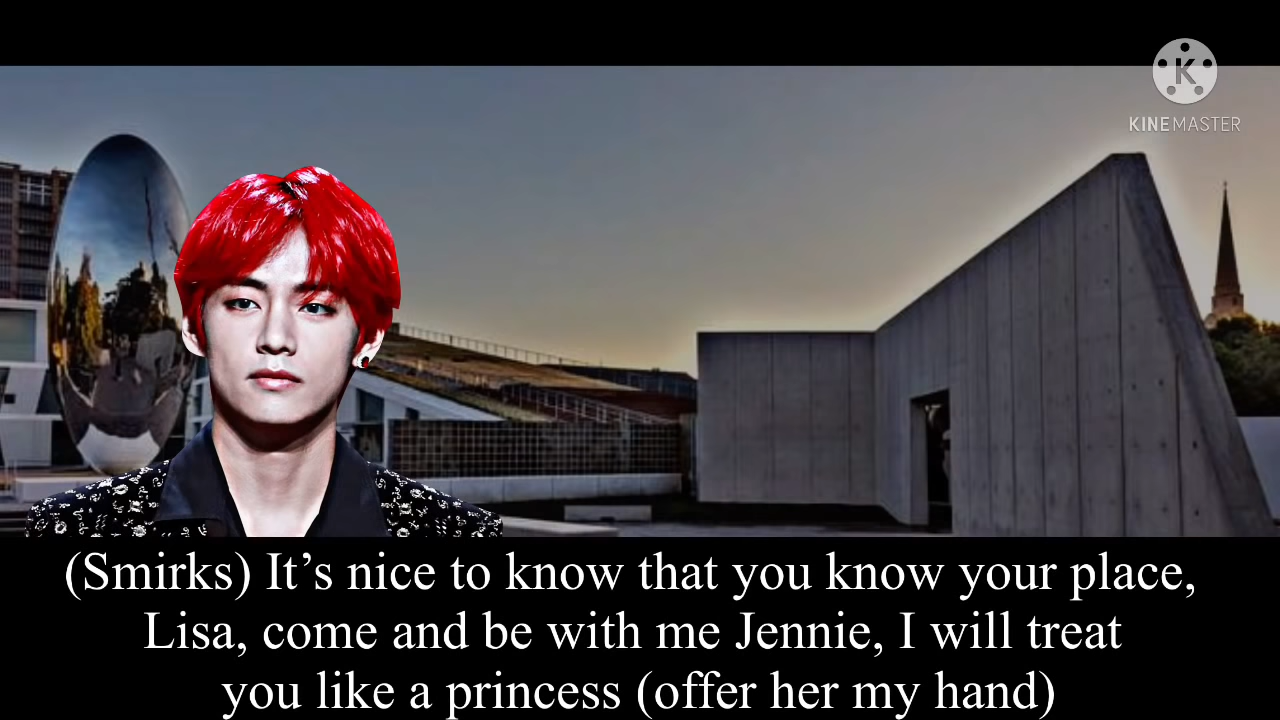 KINEMASTER
(Smirks) It’s nice to know that you know your place,
Lisa, come and be with me Jennie, I will treat
you like a princess (offer her my hand)